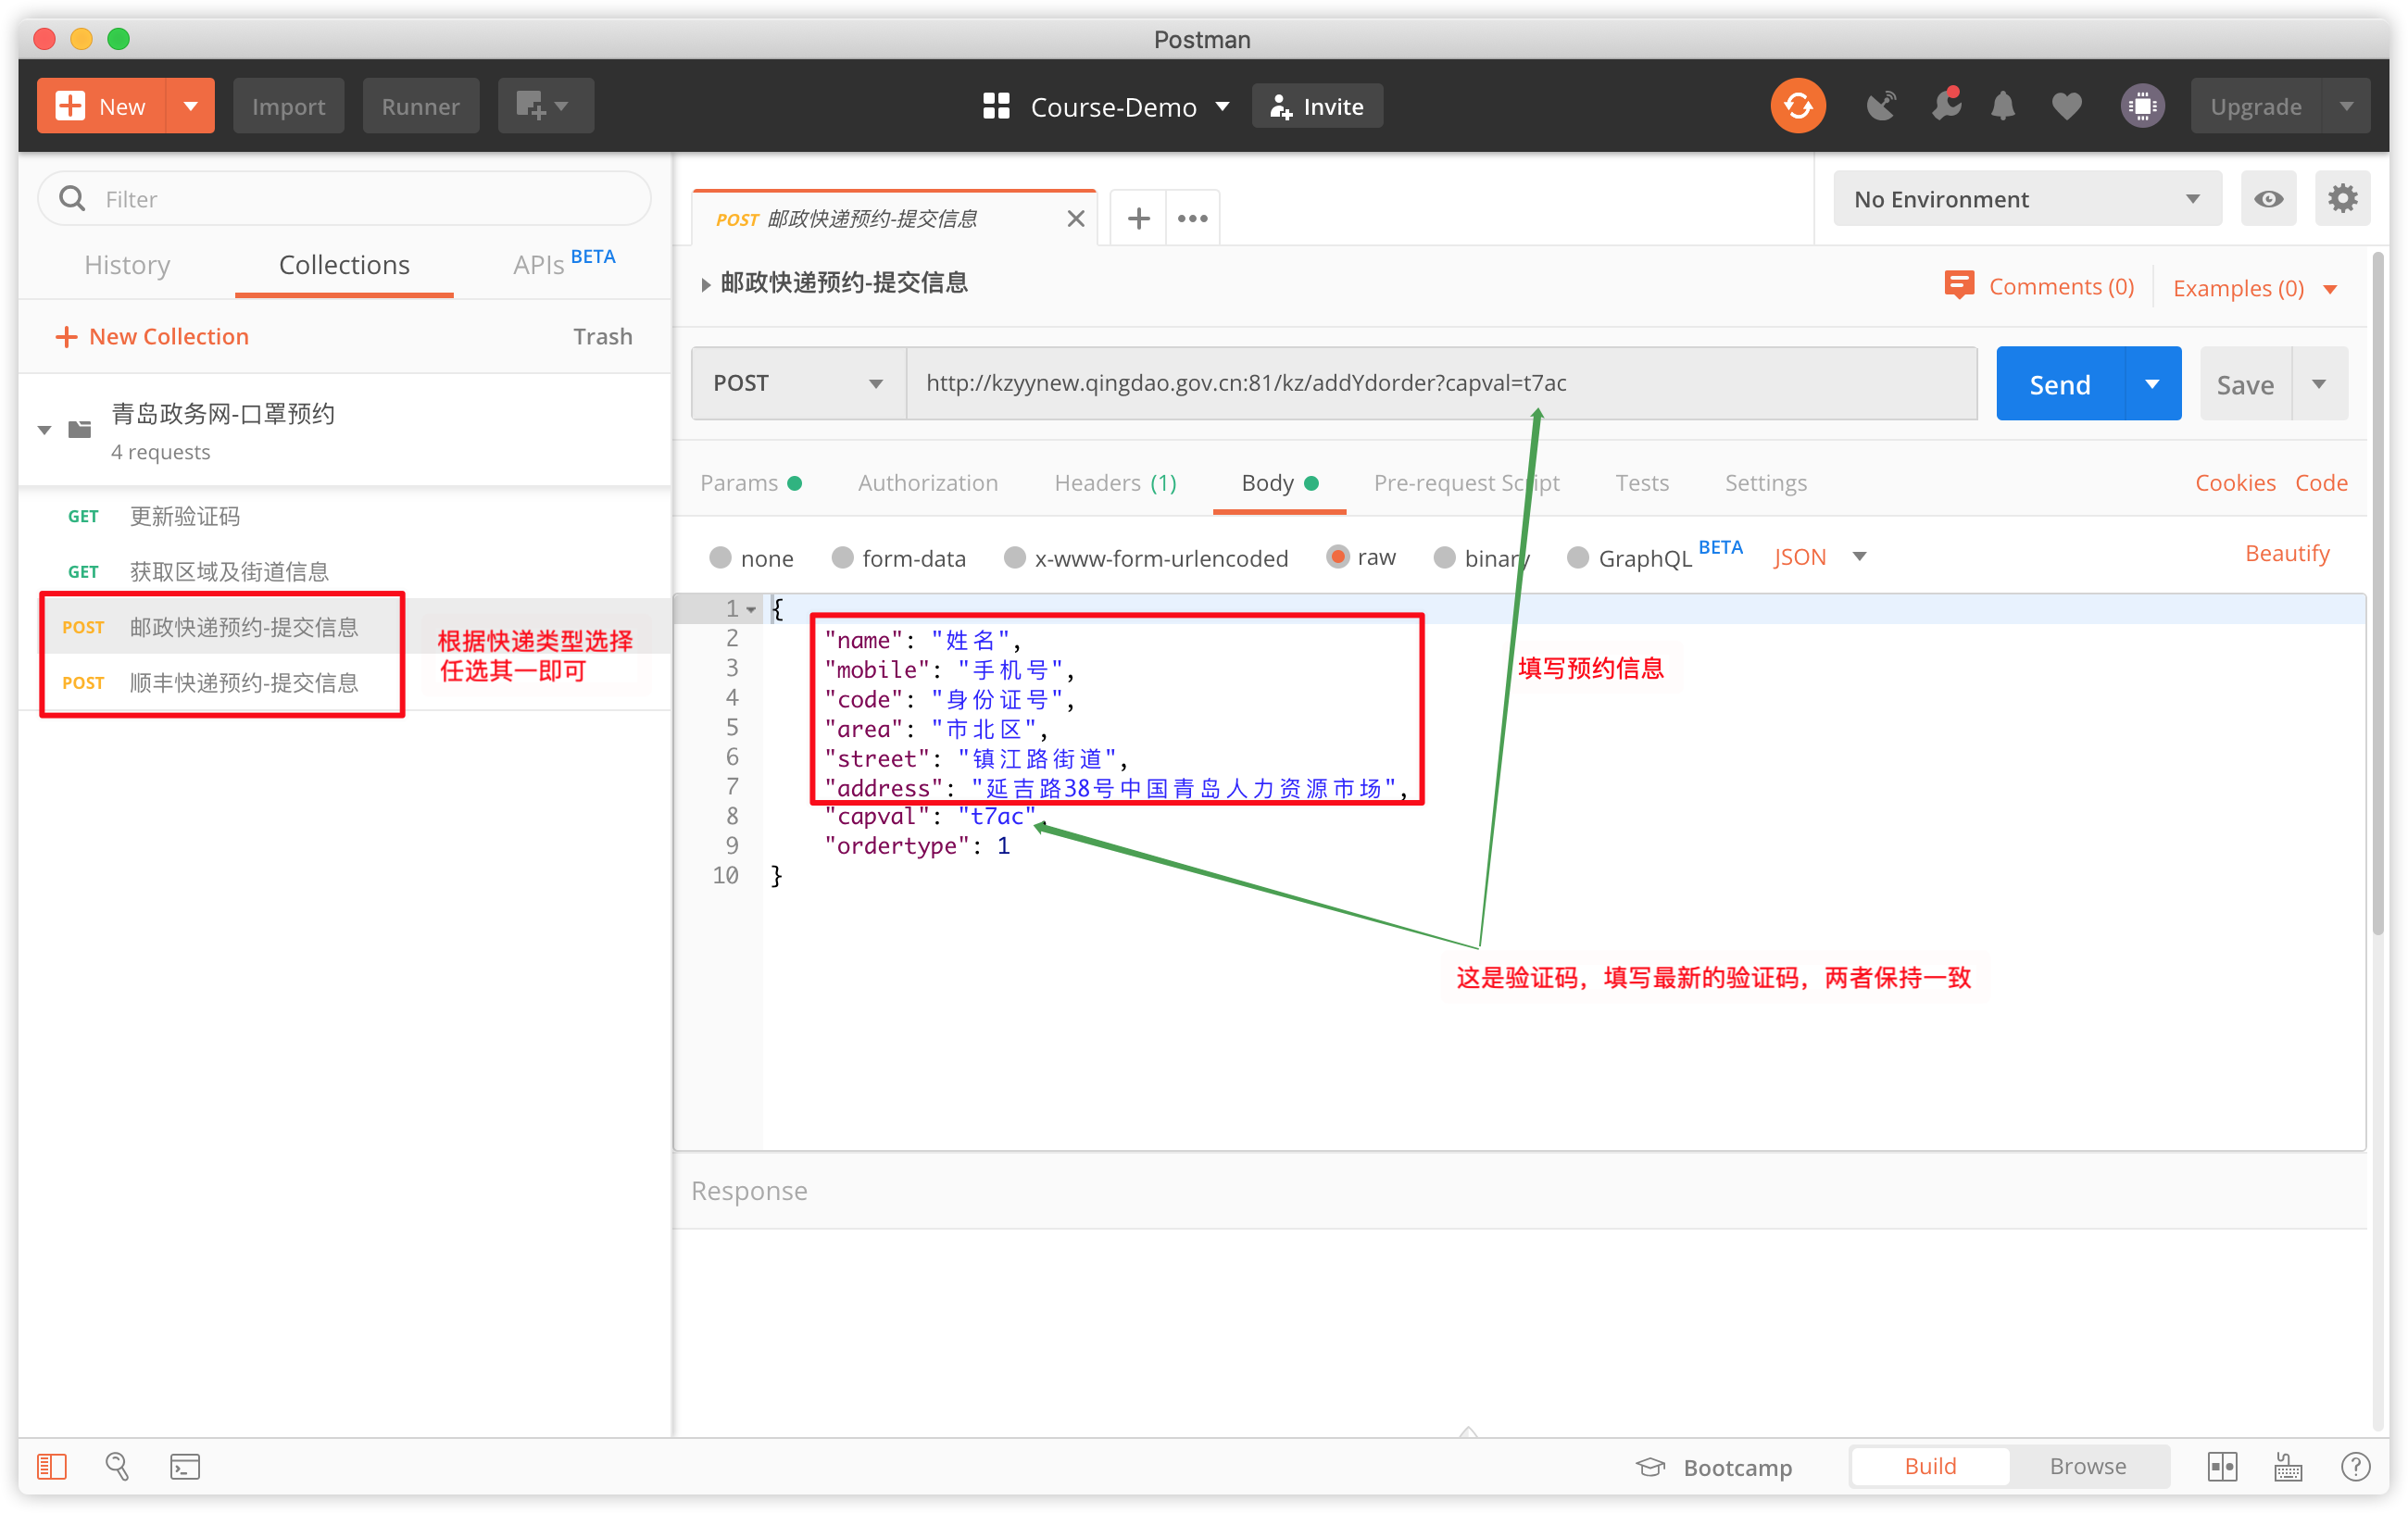 Postman
New
Import
Runner
Course-Demo
Invite
Upgrade
Filter
History
Collections
APIs BETA
New Collection
Trash
青岛政务网-口罩预约
4 requests
GET 更新验证码
GET 获取区域及街道信息
POST 邮政快递预约-提交信息
POST 顺丰快递预约-提交信息
根据快递类型选择
任选其一即可
POST 邮政快递预约-提交信息
No Environment
邮政快递预约-提交信息
Comments (0)
Examples (0)
POST
http://kzyynew.qingdao.gov.cn:81/kz/addYdorder?capval=t7ac
Send
Save
Params
Authorization
Headers (1)
Body
Pre-request Script
Tests
Settings
Cookies
Code
none
form-data
x-www-form-urlencoded
raw
binary
GraphQL BETA
JSON
Beautify
1 {
2 "name": "姓名",
3 "mobile": "手机号",
4 "code": "身份证号",
5 "area": "市北区",
6 "street": "镇江路街道",
7 "address": "延吉路38号中国青岛人力资源市场",
8 "capval": "t7ac",
9 "ordertype": 1
10 }
填写预约信息
这是验证码，填写最新的验证码，两者保持一致
Response
Bootcamp
Build
Browse